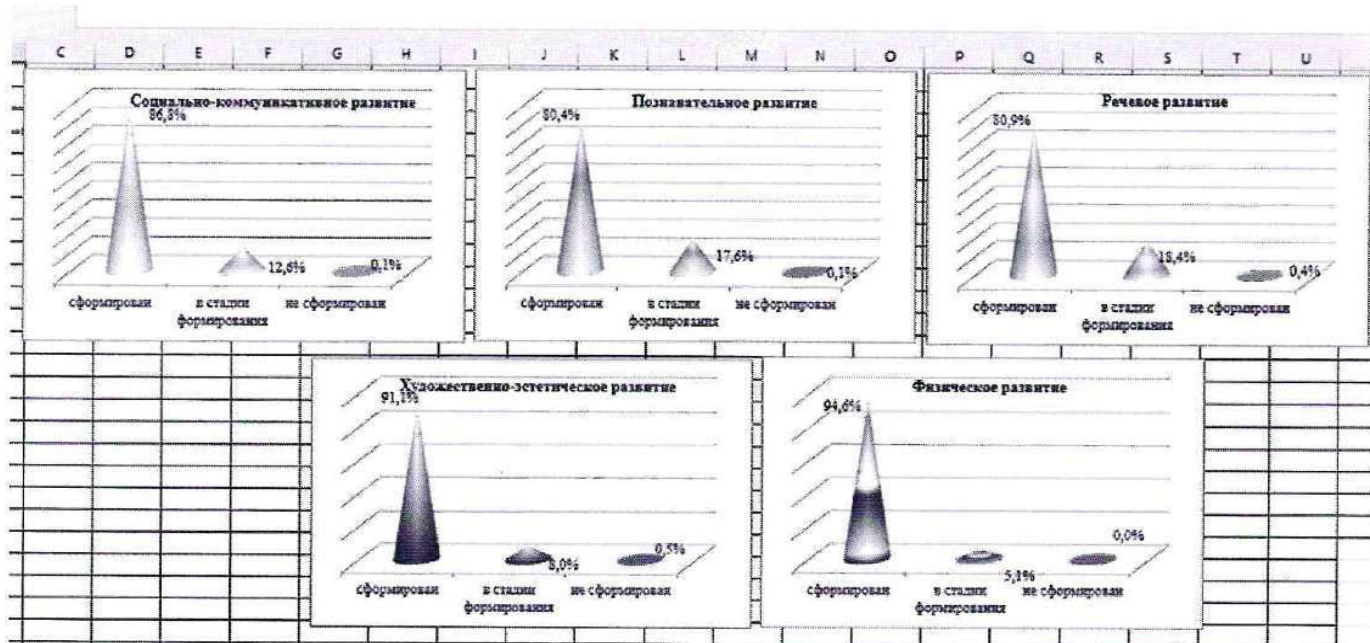 C D E F G H I J K L M N O P Q R S T U
Социально-коммуникативное развитие
86,8%
12,6%
0,1%
сформирован
в стадии
формирования
не сформирован
Познавательное развитие
80,4%
17,6%
0,1%
сформирован
в стадии
формирования
не сформирован
Речевое развитие
80,9%
18,4%
0,4%
сформирован
в стадии
формирования
не сформирован
Художественно-эстетическое развитие
91,1%
8,0%
0,5%
сформирован
в стадии
формирования
не сформирован
Физическое развитие
94,6%
5,1%
0,0%
сформирован
в стадии
формирования
не сформирован